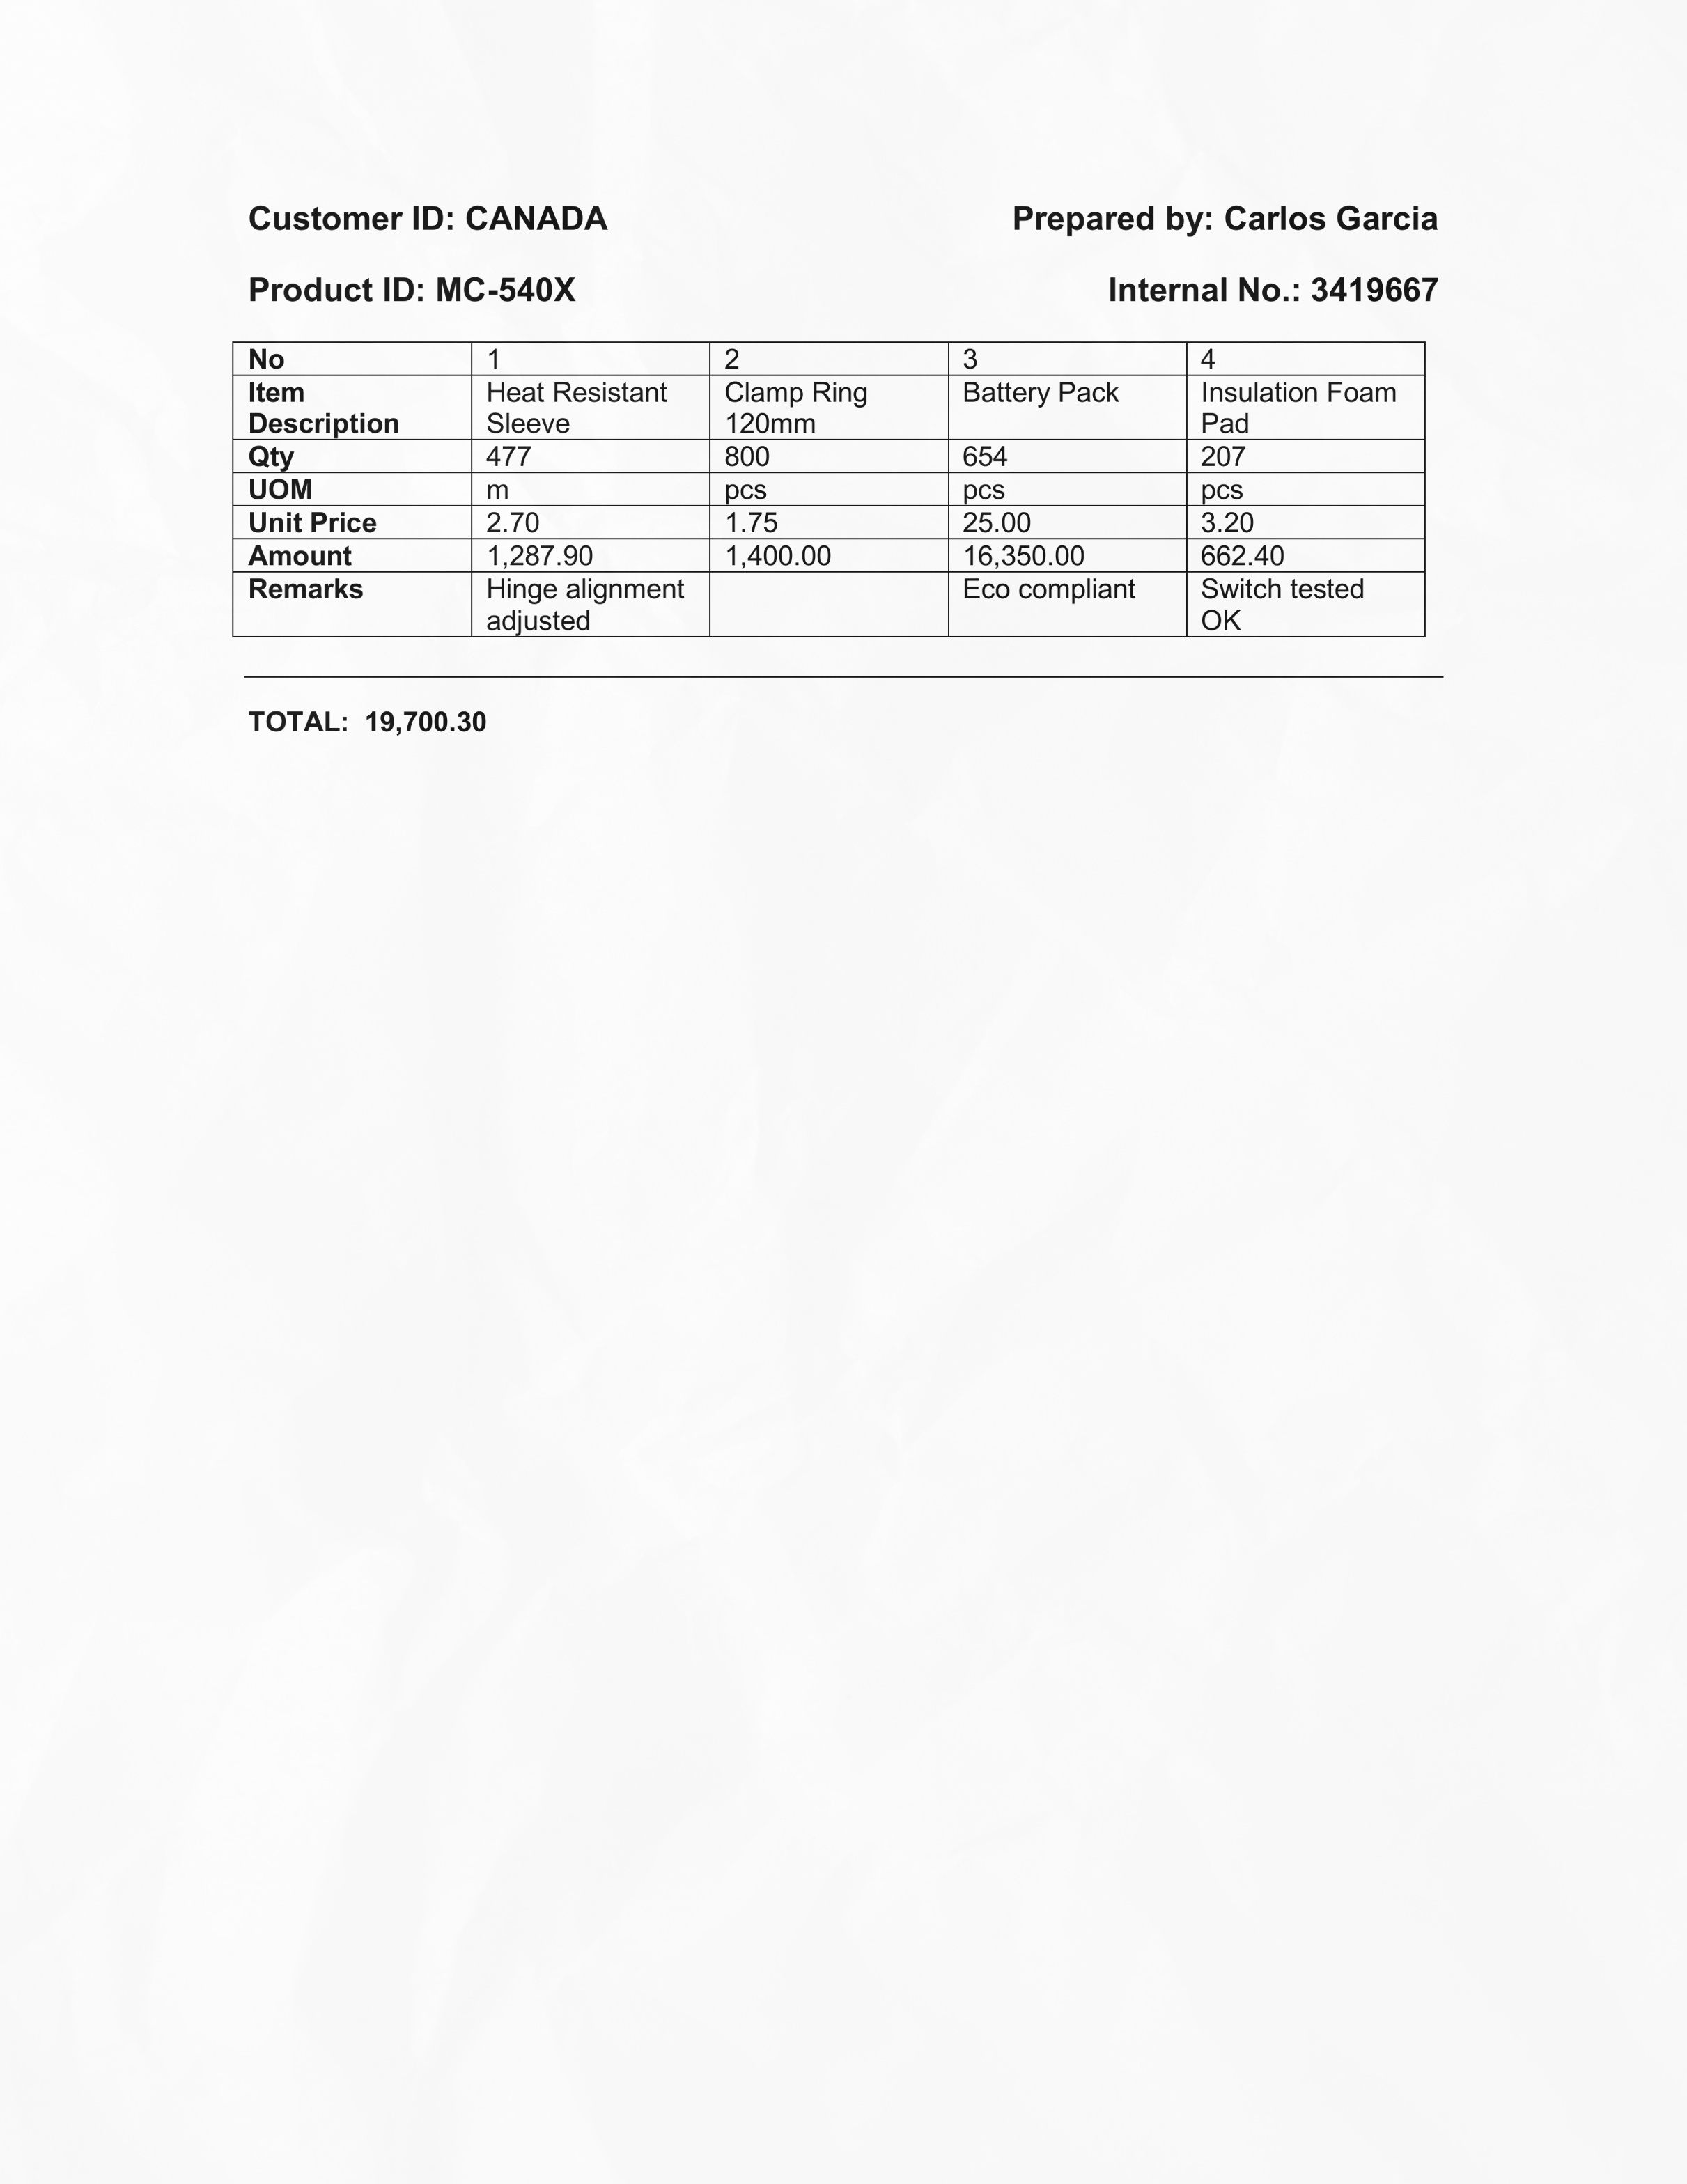 Customer ID: CANADA Prepared by: Carlos Garcia
Product ID: MC-540X Internal No.: 3419667
No 1 2 3 4
Item Description Heat Resistant Sleeve Clamp Ring 120mm Battery Pack Insulation Foam Pad
Qty 477 800 654 207
UOM m pcs pcs pcs
Unit Price 2.70 1.75 25.00 3.20
Amount 1,287.90 1,400.00 16,350.00 662.40
Remarks Hinge alignment adjusted Eco compliant Switch tested OK
TOTAL: 19,700.30